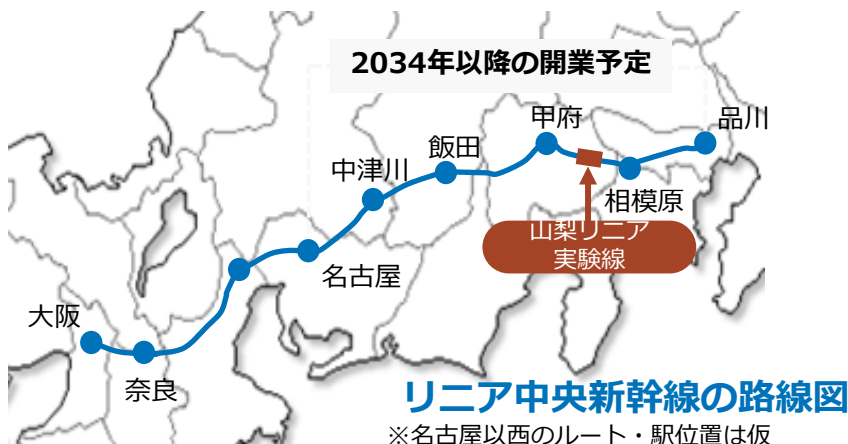 2034年以降の開業予定
品川
甲府
飯田
中津川
相模原
山梨リニア
実験線
名古屋
大阪
奈良
リニア中央新幹線の路線図
※名古屋以西のルート・駅位置は仮